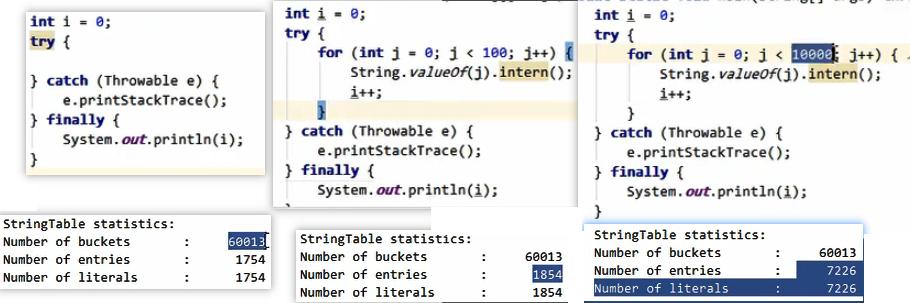 int i = 0;
try {
} catch (Throwable e) {
e.printStackTrace();
} finally {
System.out.println(i);
}
StringTable statistics:
Number of buckets : 60013
Number of entries : 1754
Number of literals : 1754
int i = 0;
try {
for (int j = 0; j < 100; j++) {
String.valueOf(j).intern();
i++;
}
} catch (Throwable e) {
e.printStackTrace();
} finally {
System.out.println(i);
StringTable statistics:
Number of buckets : 60013
Number of entries : 1854
Number of literals : 1854
int i = 0;
try {
for (int j = 0; j < 10000; j++) {
String.valueOf(j).intern();
i++;
}
} catch (Throwable e) {
e.printStackTrace();
} finally {
System.out.println(i);
}
StringTable statistics:
Number of buckets : 60013
Number of entries : 7226
Number of literals : 7226